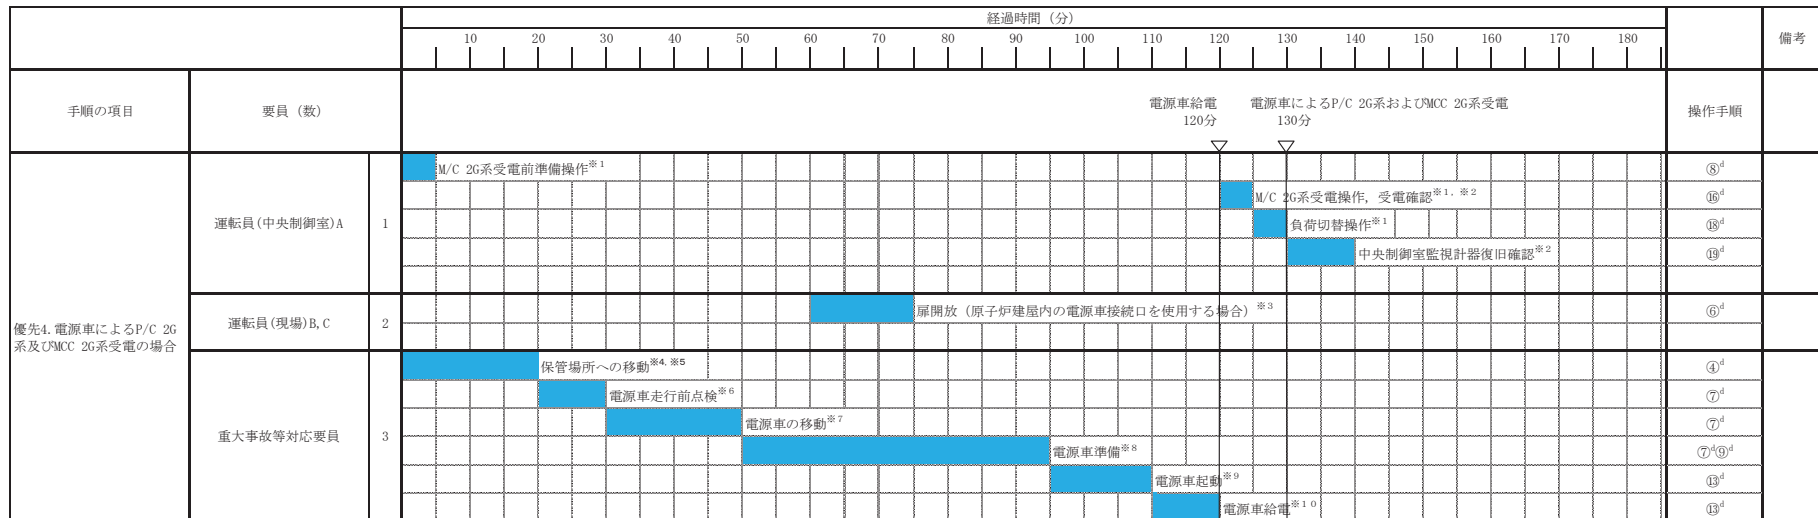 経過時間（分）
備考
10 20 30 40 50 60 70 80 90 100 110 120 130 140 150 160 170 180
手順の項目
要員（数）
電源車給電
120分
電源車によるP/C 2G系およびMCC 2G系受電
130分
操作手順
優先4.電源車によるP/C 2G
系及びMCC 2G系受電の場合
運転員(中央制御室)A
1
M/C 2G系受電前準備操作※1
⑧d
M/C 2G系受電操作，受電確認※1，※2
⑯d
負荷切替操作※1
⑱d
中央制御室監視計器復旧確認※2
⑲d
運転員(現場)B,C
2
扉開放（原子炉建屋内の電源車接続口を使用する場合）※3
⑥d
重大事故等対応要員
3
保管場所への移動※4，※5
④d
電源車走行前点検※6
⑦d
電源車の移動※7
⑦d
電源車準備※8
⑦d⑨d
電源車起動※9
⑬d
電源車給電※10
⑬d